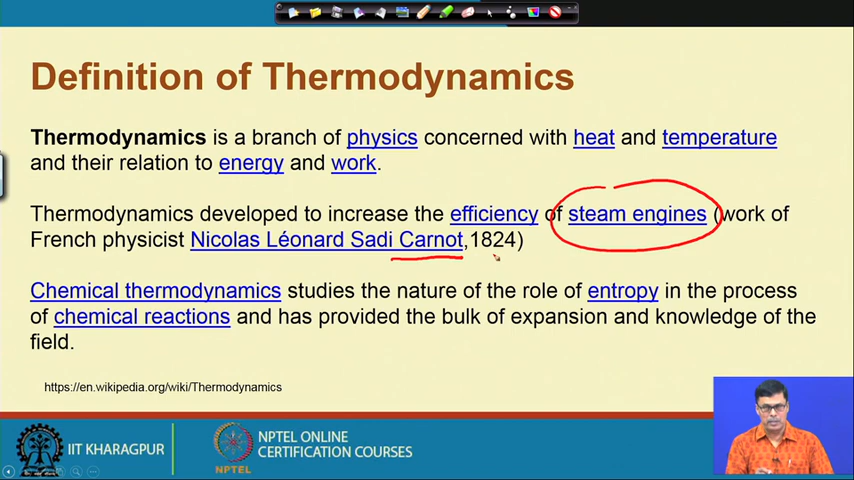 Definition of Thermodynamics
Thermodynamics is a branch of physics concerned with heat and temperature
and their relation to energy and work.
Thermodynamics developed to increase the efficiency of steam engines (work of
French physicist Nicolas Léonard Sadi Carnot,1824)
Chemical thermodynamics studies the nature of the role of entropy in the process
of chemical reactions and has provided the bulk of expansion and knowledge of the
field.
https://en.wikipedia.org/wiki/Thermodynamics
IIT KHARAGPUR
NPTEL
NPTEL ONLINE
CERTIFICATION COURSES